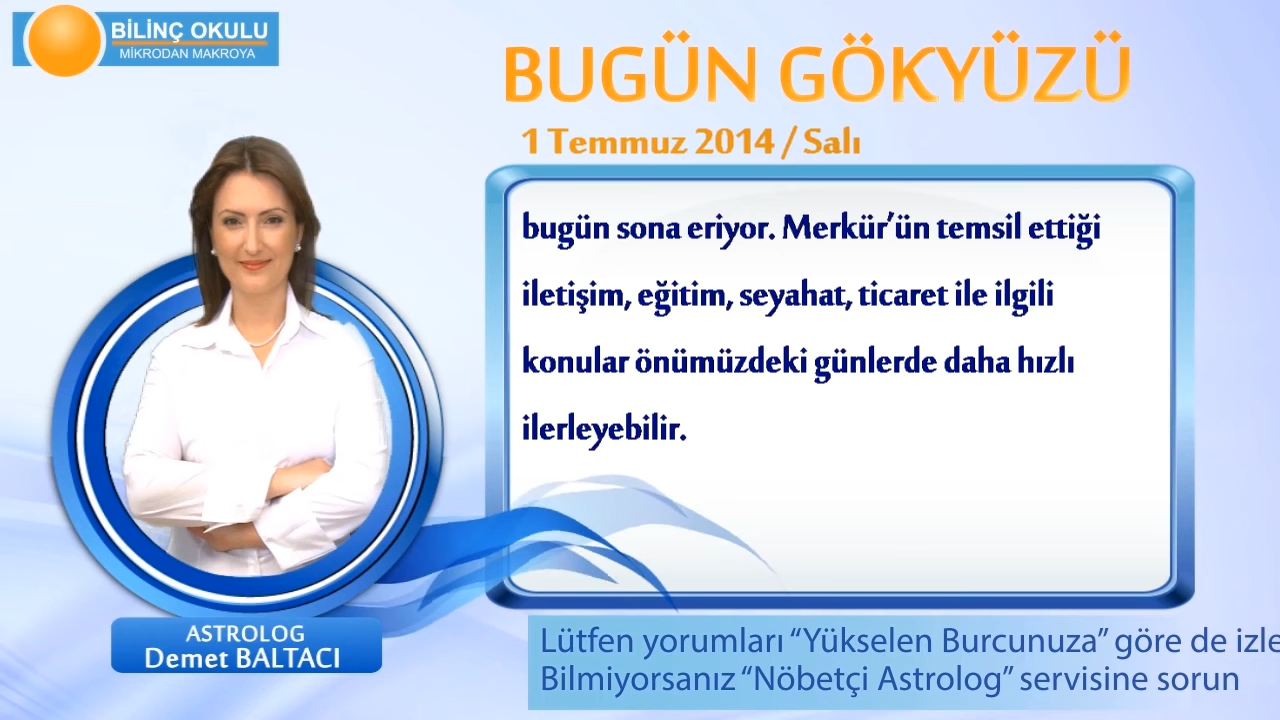 BİLİNÇ OKULU
MİKRODAN MAKROYA
BUGÜN GÖKYÜZÜ
1 Temmuz 2014 / Salı
bugün sona eriyor. Merkür’ün temsil ettiği
iletişim, eğitim, seyahat, ticaret ile ilgili
konular önümüzdeki günlerde daha hızlı
ilerleyebilir.
ASTROLOG
Demet BALTACI
Lütfen yorumları “Yükselen Burcunuza” göre de izle
Bilmiyorsanız “Nöbetçi Astrolog” servisine sorun